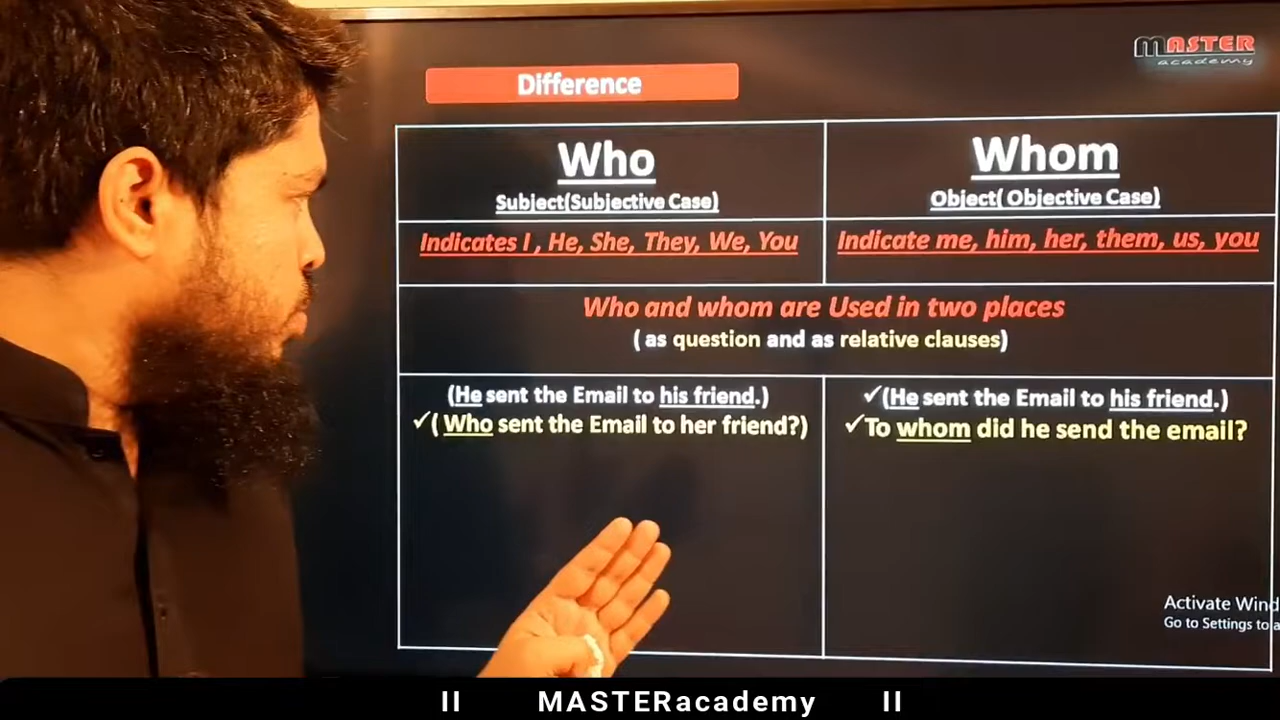 MASTER
academy
Difference
Who
Subject(Subjective Case)
Whom
Object( Objective Case)
Indicates I , He, She, They, We, You
Indicate me, him, her, them, us, you
Who and whom are Used in two places
( as question and as relative clauses)
(He sent the Email to his friend.)
✓( Who sent the Email to her friend?)
✓(He sent the Email to his friend.)
✓To whom did he send the email?
Activate Wind
Go to Settings to a
II MASTERacademy II